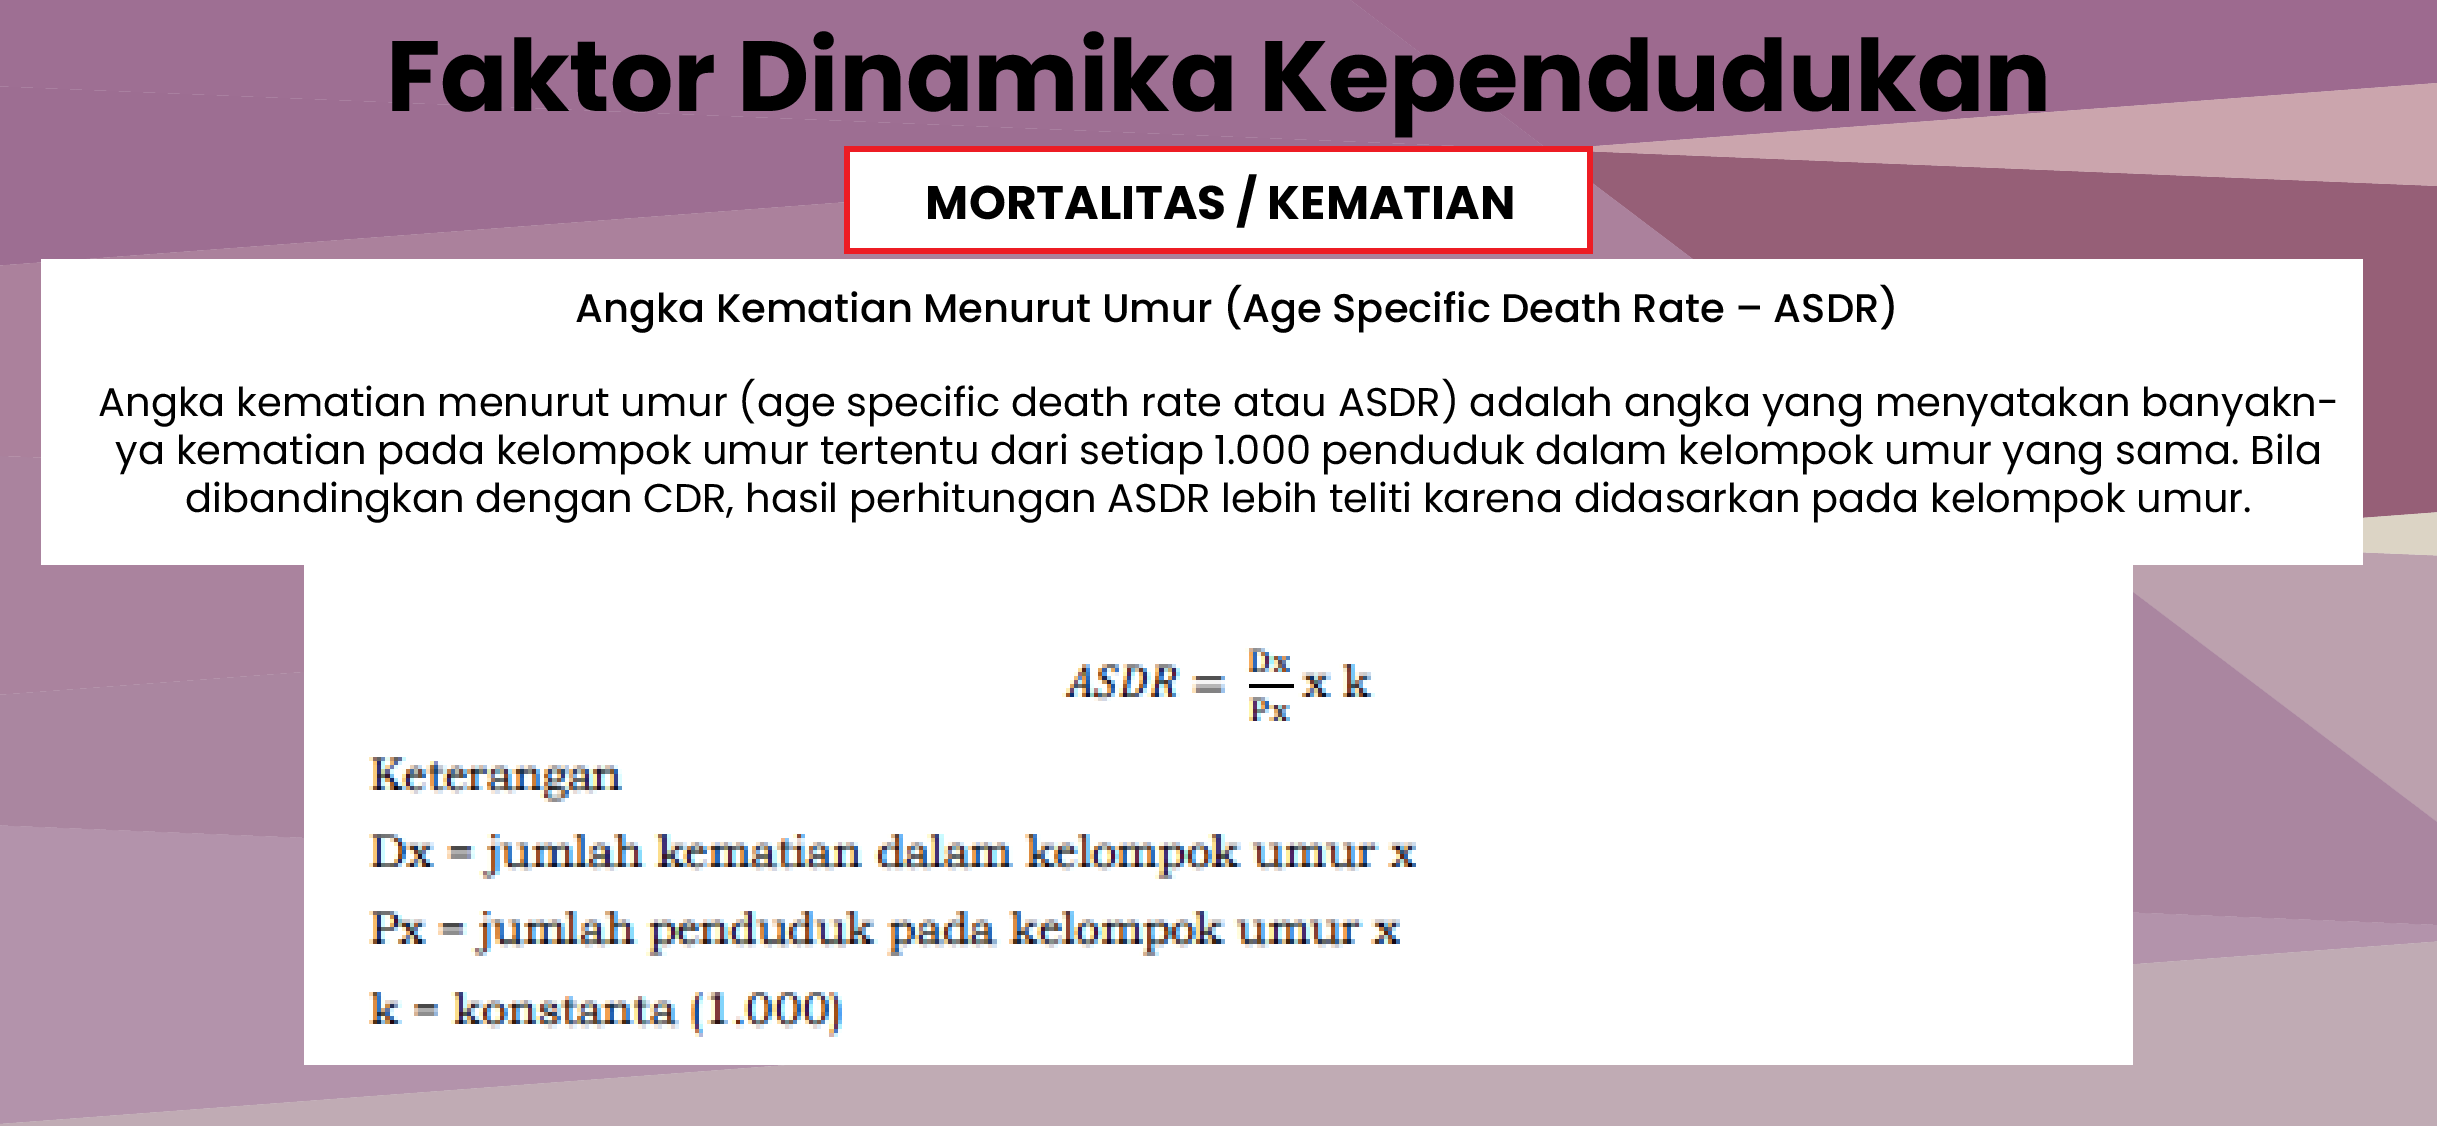 Faktor Dinamika Kependudukan
MORTALITAS / KEMATIAN
Angka Kematian Menurut Umur (Age Specific Death Rate – ASDR)
Angka kematian menurut umur (age specific death rate atau ASDR) adalah angka yang menyatakan banyakn-
ya kematian pada kelompok umur tertentu dari setiap 1.000 penduduk dalam kelompok umur yang sama. Bila
dibandingkan dengan CDR, hasil perhitungan ASDR lebih teliti karena didasarkan pada kelompok umur.
ASDR = Dx/Px x k
Keterangan
Dx = jumlah kematian dalam kelompok umur x
Px = jumlah penduduk pada kelompok umur x
k = konstanta (1.000)